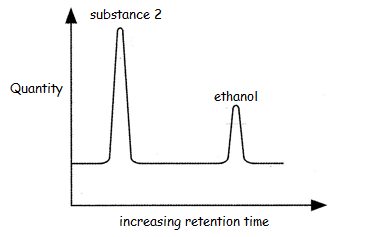 substance 2
Quantity
ethanol
increasing retention time